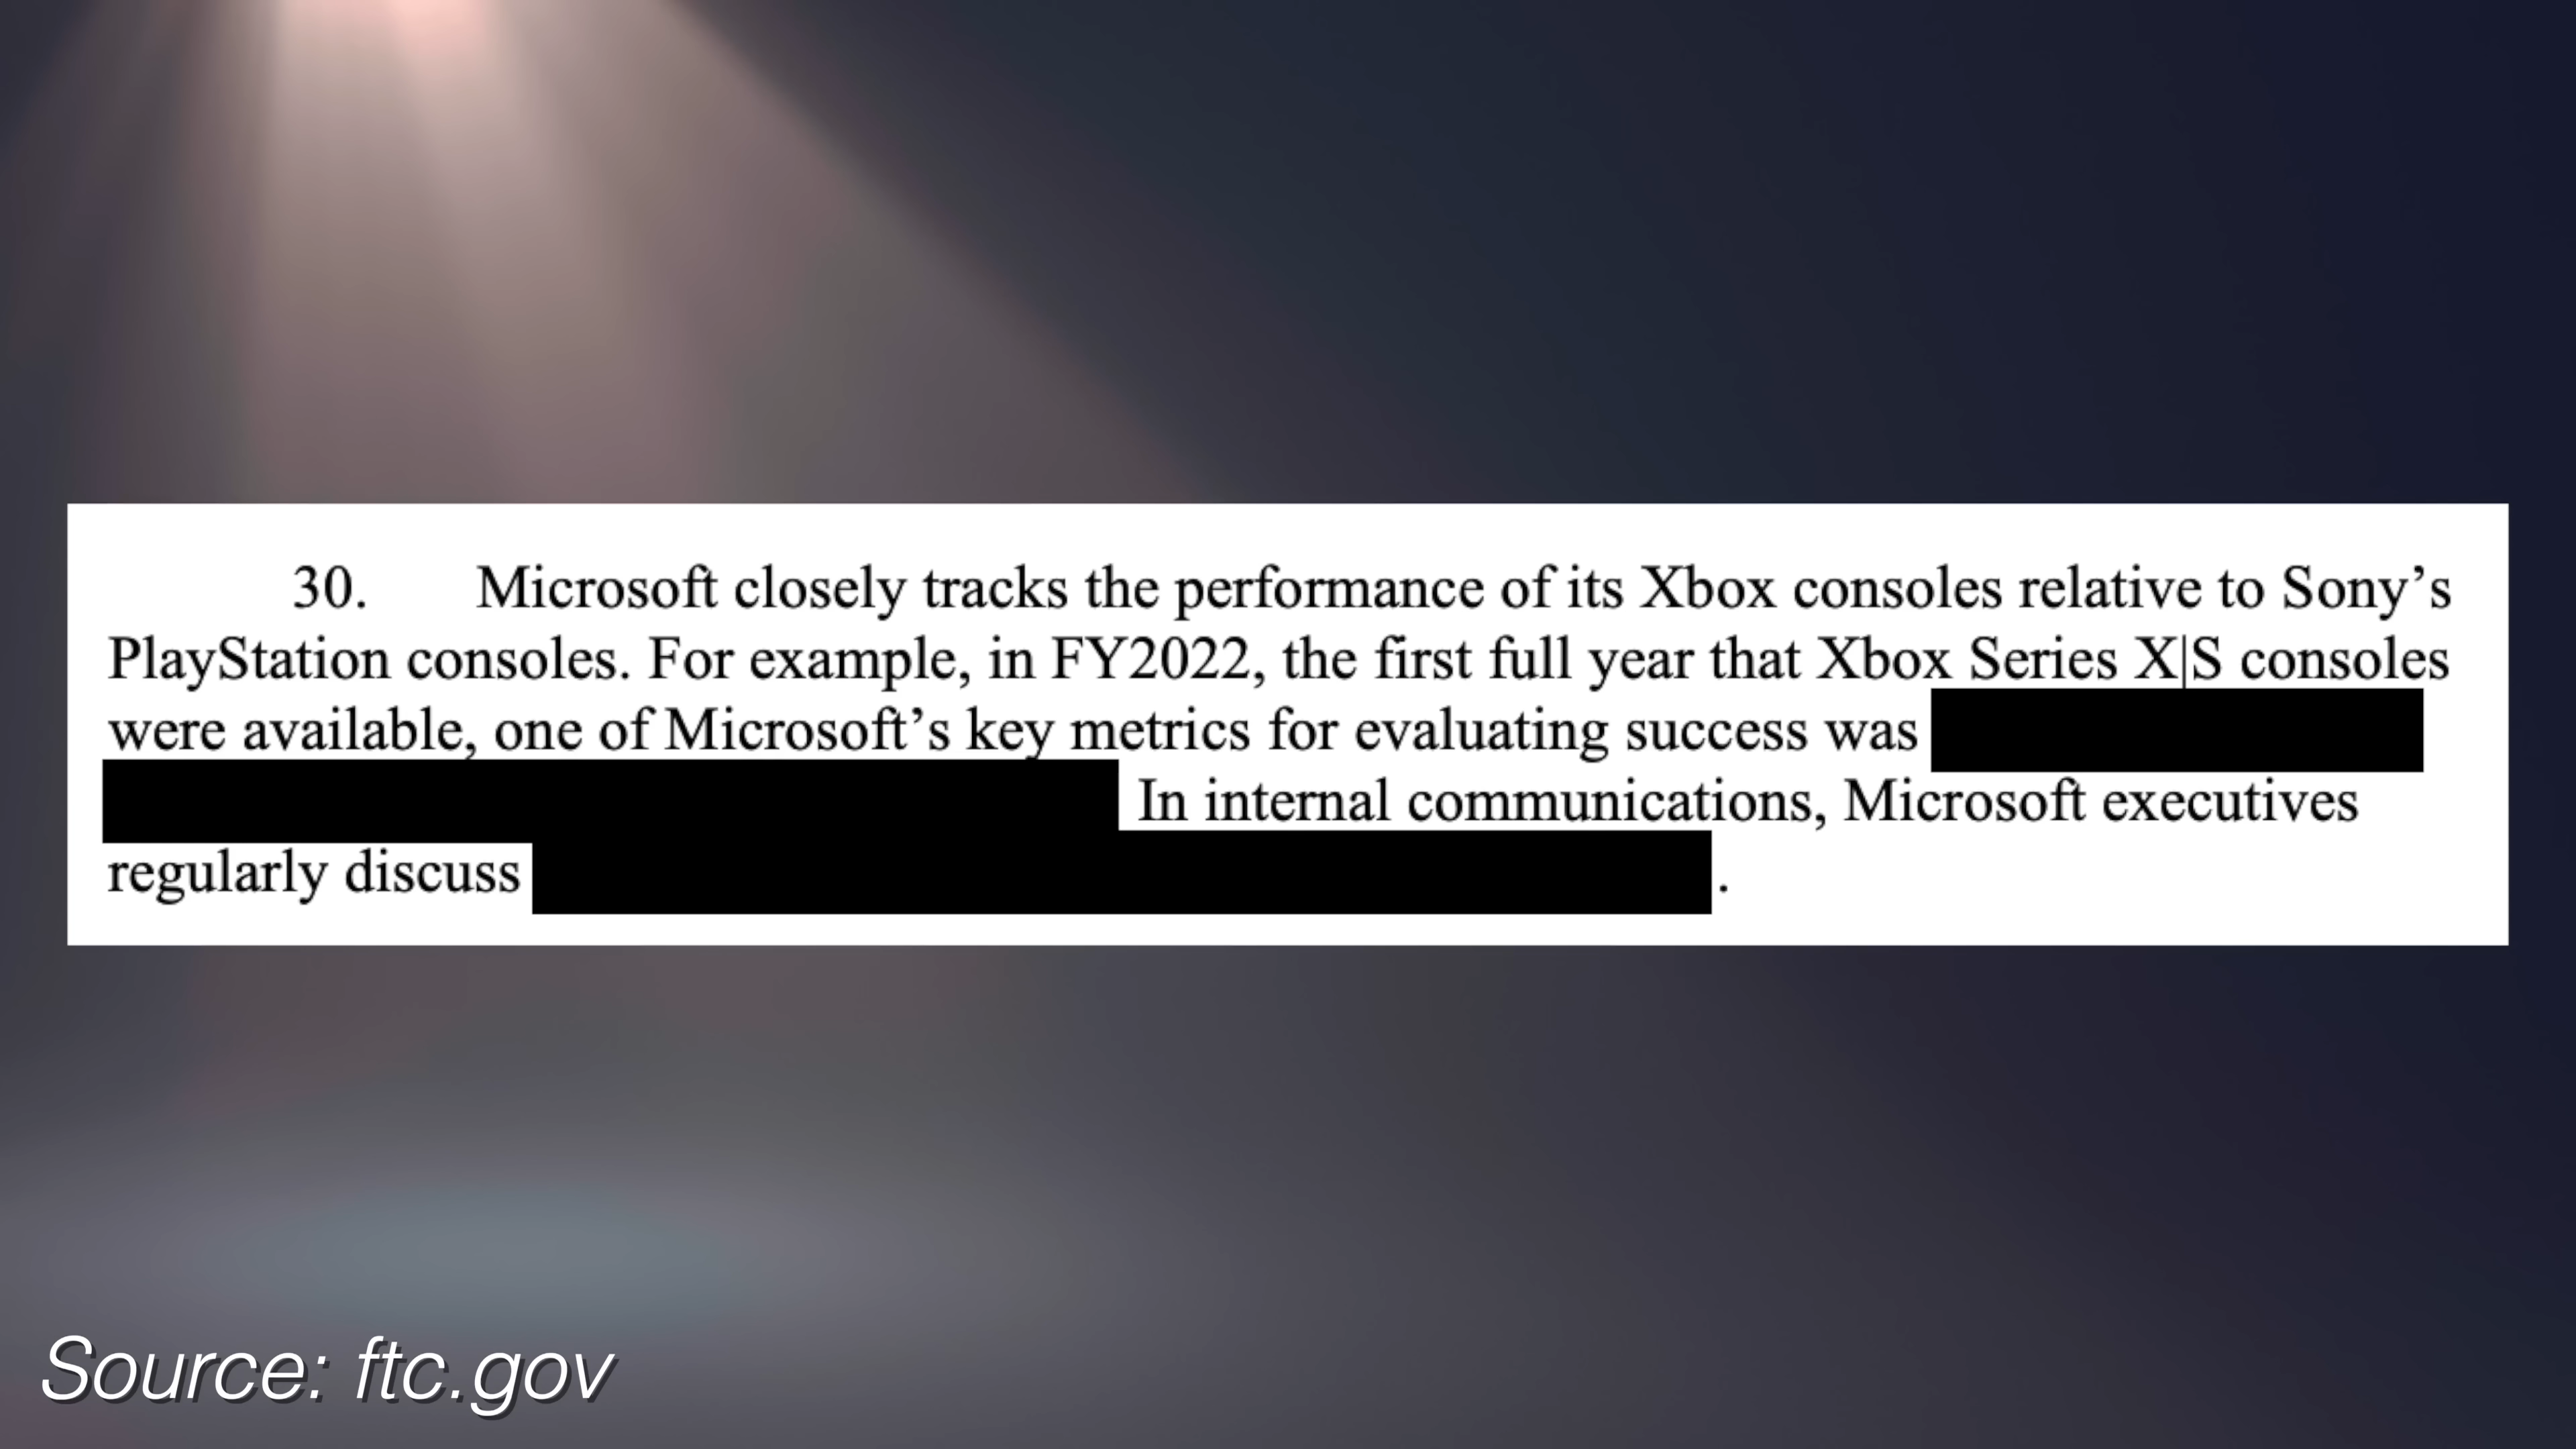 30. Microsoft closely tracks the performance of its Xbox consoles relative to Sony’s
PlayStation consoles. For example, in FY2022, the first full year that Xbox Series X|S consoles
were available, one of Microsoft’s key metrics for evaluating success was
In internal communications, Microsoft executives
regularly discuss .
Source: ftc.gov